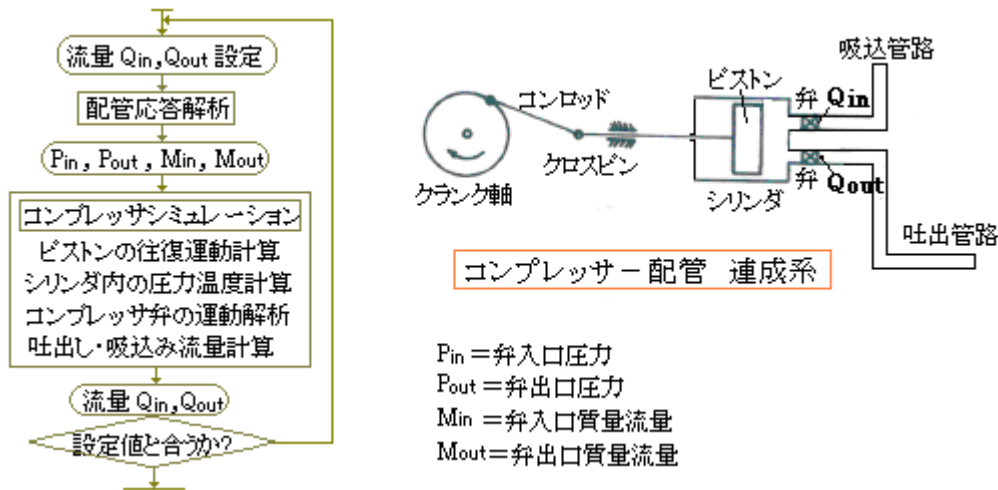 流量 Qin,Qout 設定
配管応答解析
Pin , Pout , Min, Mout
コンプレッサシミュレーション
ピストンの往復運動計算
シリンダ内の圧力温度計算
コンプレッサ弁の運動解析
吐出し・吸込み流量計算
流量 Qin,Qout
設定値と合うか?
吸込管路
ピストン
弁 Qin
コンロッド
クロスピン
クランク軸
シリンダ
弁 Qout
吐出管路
コンプレッサ－配管 連成系
Pin ＝弁入口圧力
Pout ＝弁出口圧力
Min ＝弁入口質量流量
Mout＝弁出口質量流量